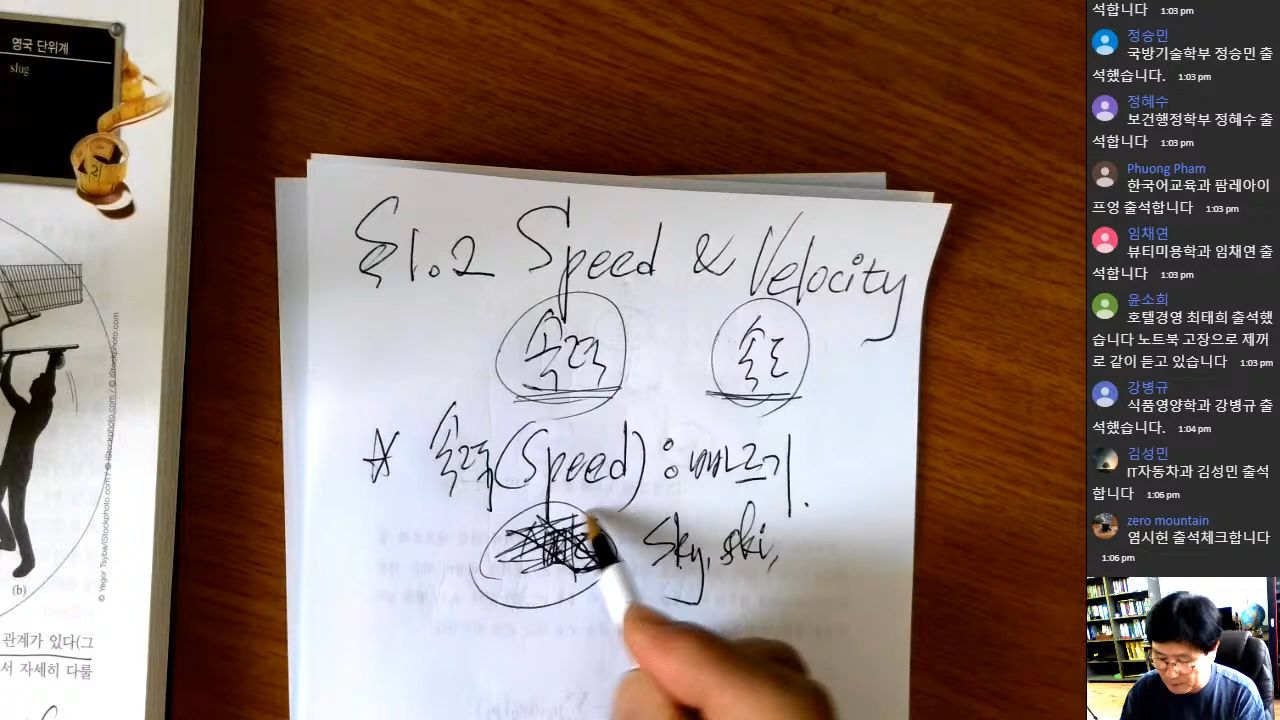 영국 단위계
slug
© Yegor Tsyba/iStockphoto.com / © iStockphoto.com / © iStockphoto.com
(b)
관계가 있다(그
서 자세히 다룰
§1.2 Speed & Velocity
속력 속도
☆ 속력(Speed) : 빠르기.
Sky, ski,
석합니다 1:03 pm
정승민
국방기술학부 정승민 출
석했습니다. 1:03 pm
정혜수
보건행정학부 정혜수 출
석합니다 1:03 pm
Phuong Pham
한국어교육과 팜레아이
프엉 출석합니다 1:03 pm
임채연
뷰티미용학과 임채연 출
석합니다 1:03 pm
윤소희
호텔경영 최태희 출석했
습니다 노트북 고장으로 제꺼
로 같이 듣고 있습니다 1:03 pm
강병규
식품영양학과 강병규 출
석했습니다. 1:04 pm
김성민
IT자동차과 김성민 출석
합니다 1:06 pm
zero mountain
염시헌 출석체크합니다
1:06 pm